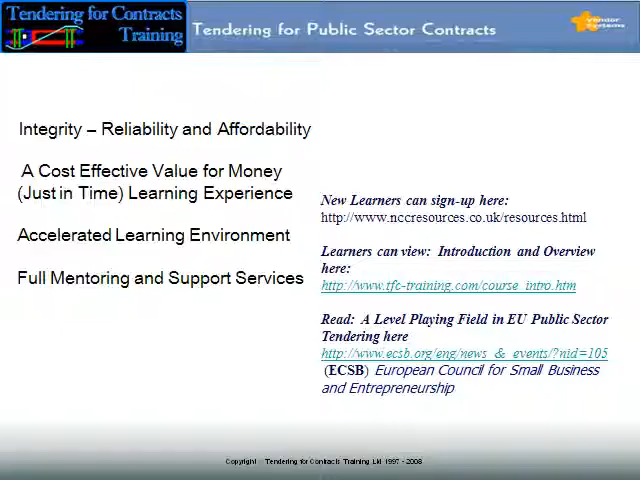 Tendering for Contracts
Training
Tendering for Public Sector Contracts
vendor
systems
Integrity – Reliability and Affordability
A Cost Effective Value for Money
(Just in Time) Learning Experience
Accelerated Learning Environment
Full Mentoring and Support Services
New Learners can sign-up here:
http://www.nccresources.co.uk/resources.html
Learners can view: Introduction and Overview
here:
http://www.tfc-training.com/course_intro.htm
Read: A Level Playing Field in EU Public Sector
Tendering here
http://www.ecsb.org/eng/news_&_events/?nid=105
(ECSB) European Council for Small Business
and Entrepreneurship
Copyright - Tendering for Contracts Training Ltd 1997 - 2008